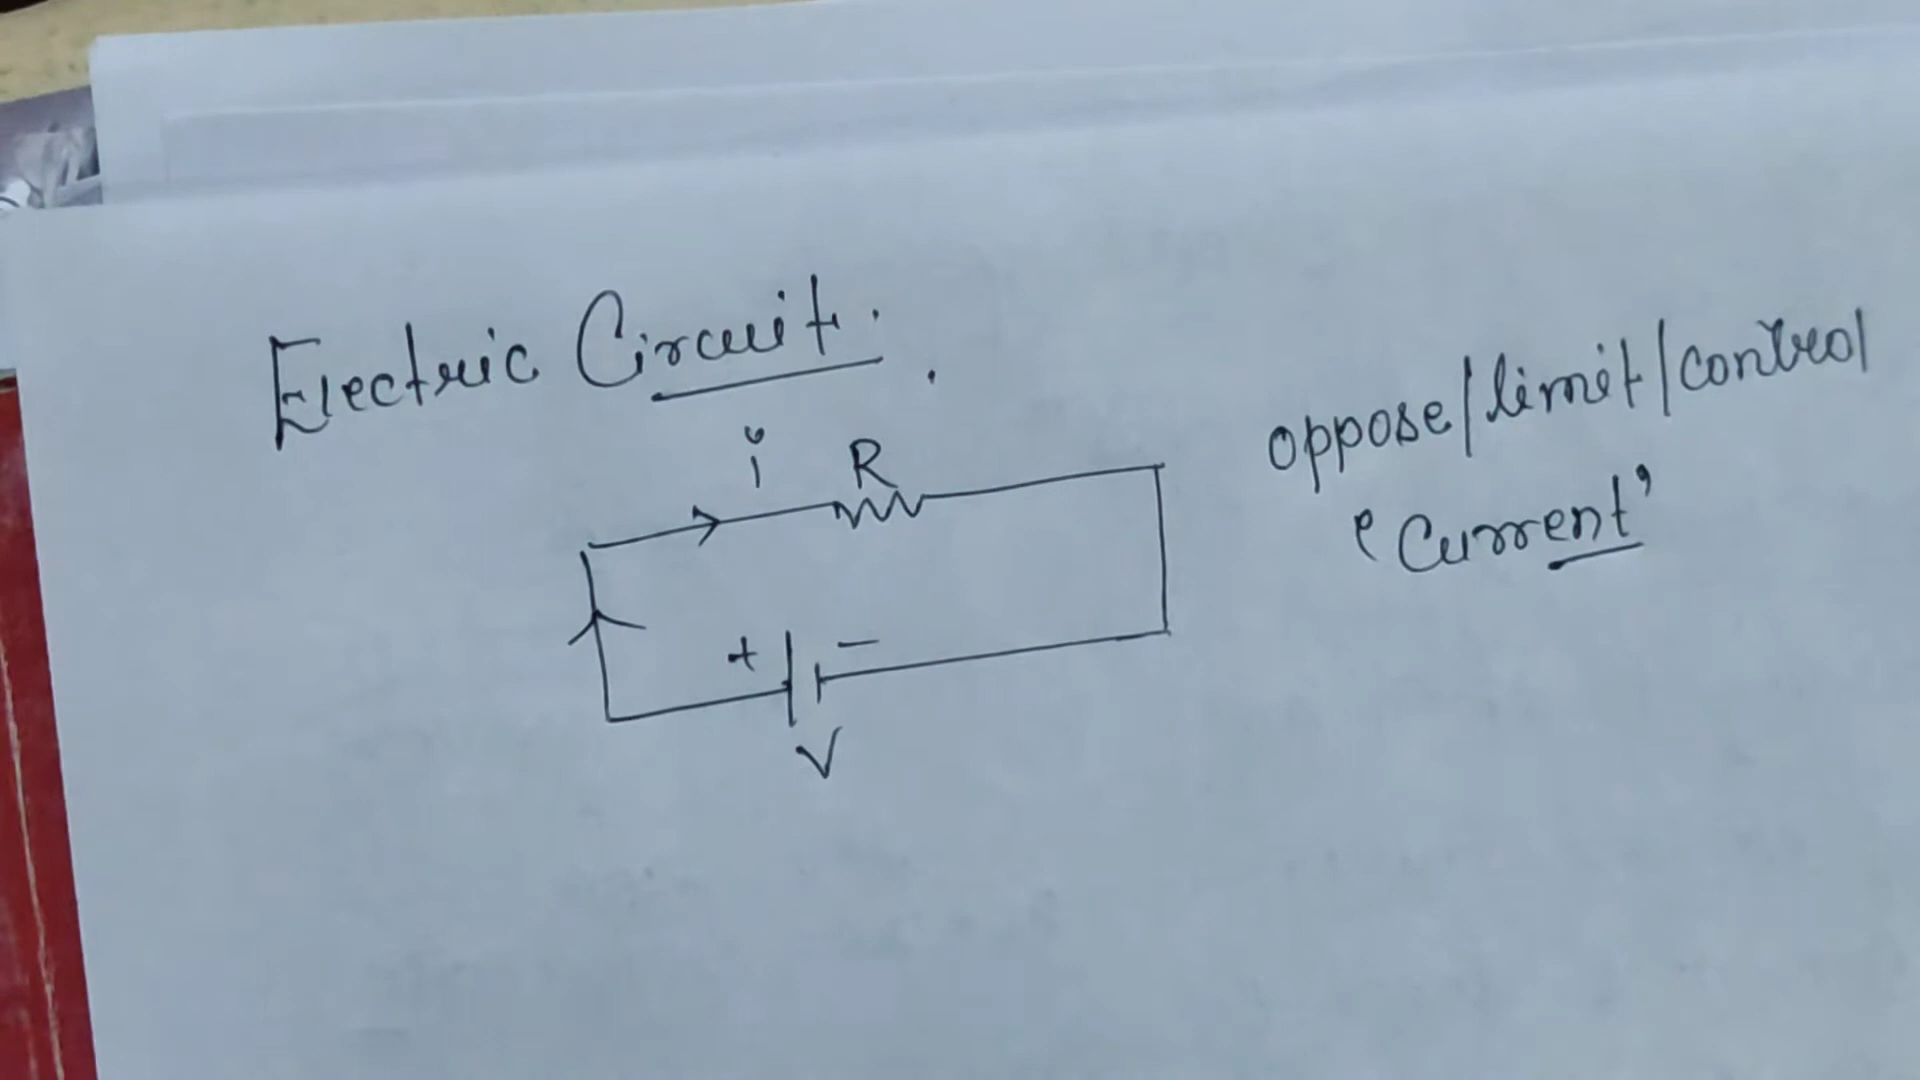 Electric Circuit.
oppose/limit/control
'Current'
i R
+ -
V